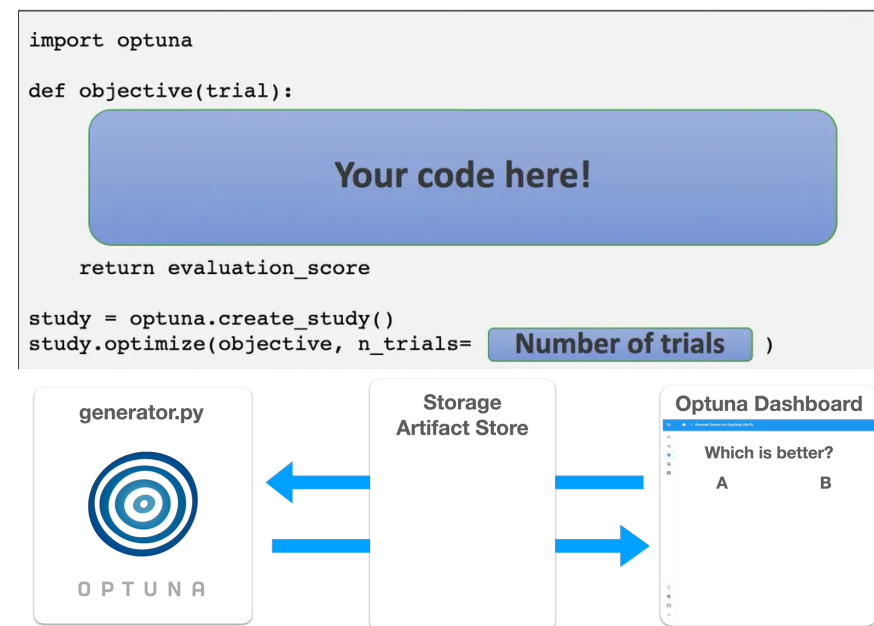 import optuna
def objective(trial):
Your code here!
return evaluation_score
study = optuna.create_study()
study.optimize(objective, n_trials= Number of trials )
generator.py
OPTUNA
Storage
Artifact Store
Optuna Dashboard
Which is better?
A B